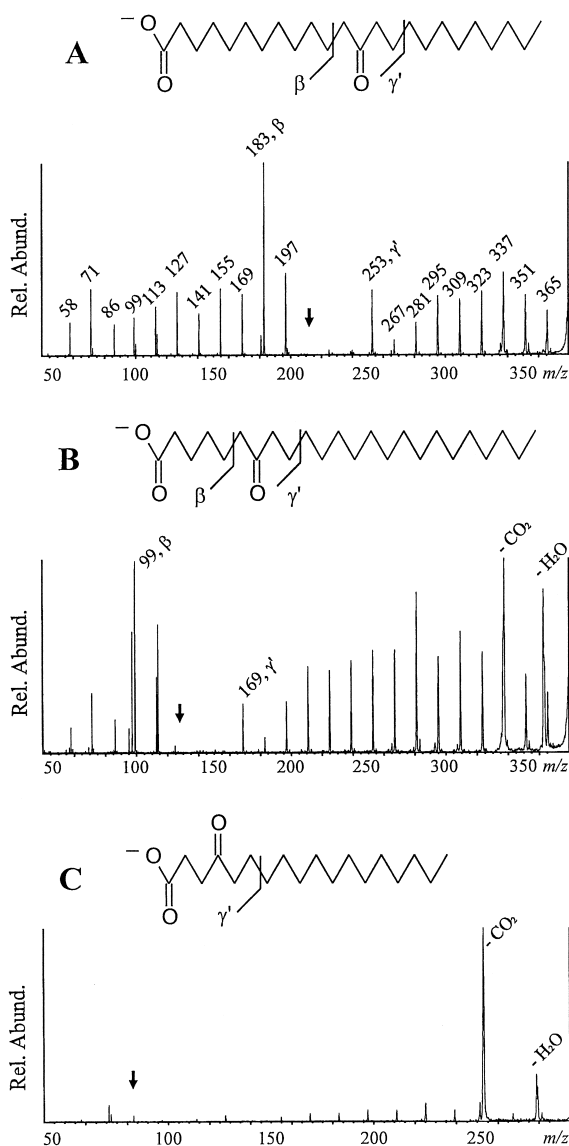 A
− O
O
O
β
γ'
Rel. Abund.
183, β
58
71
86
99
113
127
141
155
169
197
253, γ'
267
281
295
309
323
337
351
365
50 100 150 200 250 300 350 m/z
B
− O
O
O
β
γ'
Rel. Abund.
99, β
169, γ'
- CO₂
- H₂O
50 100 150 200 250 300 350 m/z
C
O
− O
O
γ'
Rel. Abund.
- CO₂
- H₂O
50 100 150 200 250 m/z